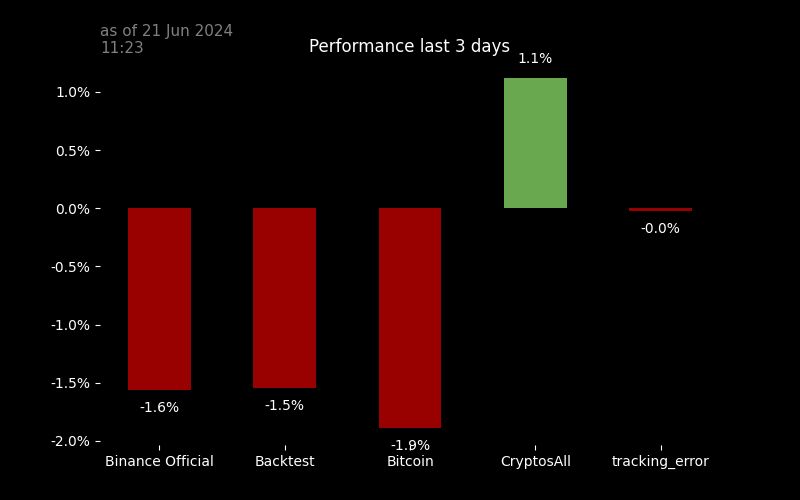 as of 21 Jun 2024
11:23
Performance last 3 days
1.1%
1.0%
0.5%
0.0%
-0.0%
-0.5%
-1.0%
-1.5%
-1.6%
-1.5%
-1.9%
-2.0%
Binance Official
Backtest
Bitcoin
CryptosAll
tracking_error